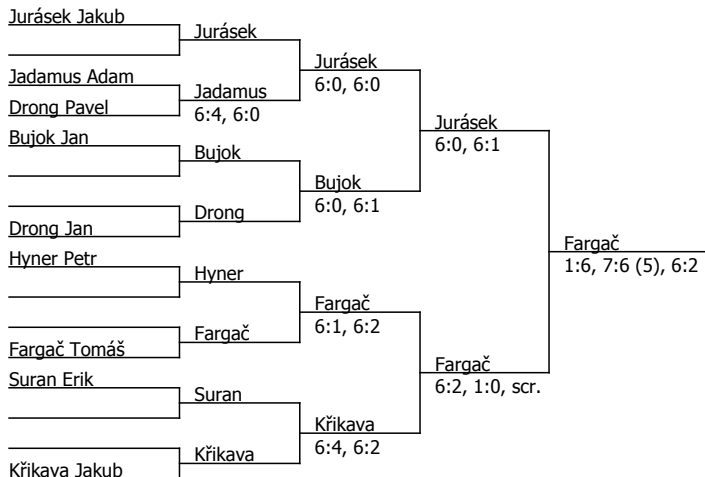 Jurásek Jakub
Jadamus Adam
Drong Pavel
Bujok Jan
Drong Jan
Hyner Petr
Fargač Tomáš
Suran Erik
Křikava Jakub
Jurásek
Jadamus
6:4, 6:0
Bujok
Drong
Hyner
Fargač
Suran
Křikava
Jurásek
6:0, 6:0
Bujok
6:0, 6:1
Fargač
6:1, 6:2
Křikava
6:4, 6:2
Jurásek
6:0, 6:1
Fargač
6:2, 1:0, scr.
Fargač
1:6, 7:6 (5), 6:2